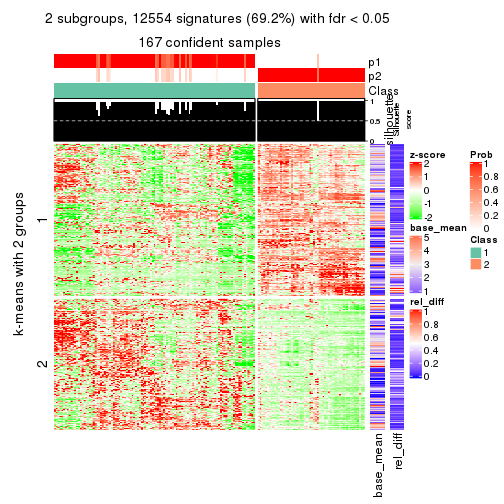 2 subgroups, 12554 signatures (69.2%) with fdr < 0.05
167 confident samples
p1
p2
Class
silhouette
Silhouette
score
1
0.5
0
k-means with 2 groups
1
2
base_mean
rel_diff
z-score
2
1
0
-1
-2
base_mean
5
4
3
2
1
rel_diff
1
0.8
0.6
0.4
0.2
0
Prob
1
0.8
0.6
0.4
0.2
0
Class
1
2